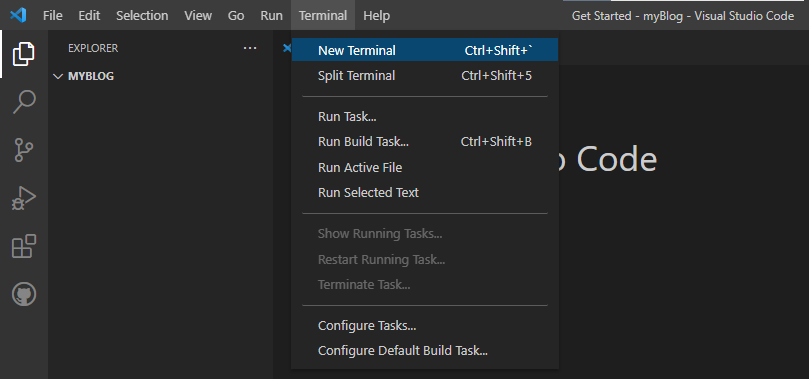 File Edit Selection View Go Run Terminal Help Get Started - myBlog - Visual Studio Code
EXPLORER
MYBLOG
New Terminal Ctrl+Shift+`
Split Terminal Ctrl+Shift+5
Run Task...
Run Build Task... Ctrl+Shift+B
Run Active File
Run Selected Text
Code
Show Running Tasks...
Restart Running Task...
Terminate Task...
Configure Tasks...
Configure Default Build Task...